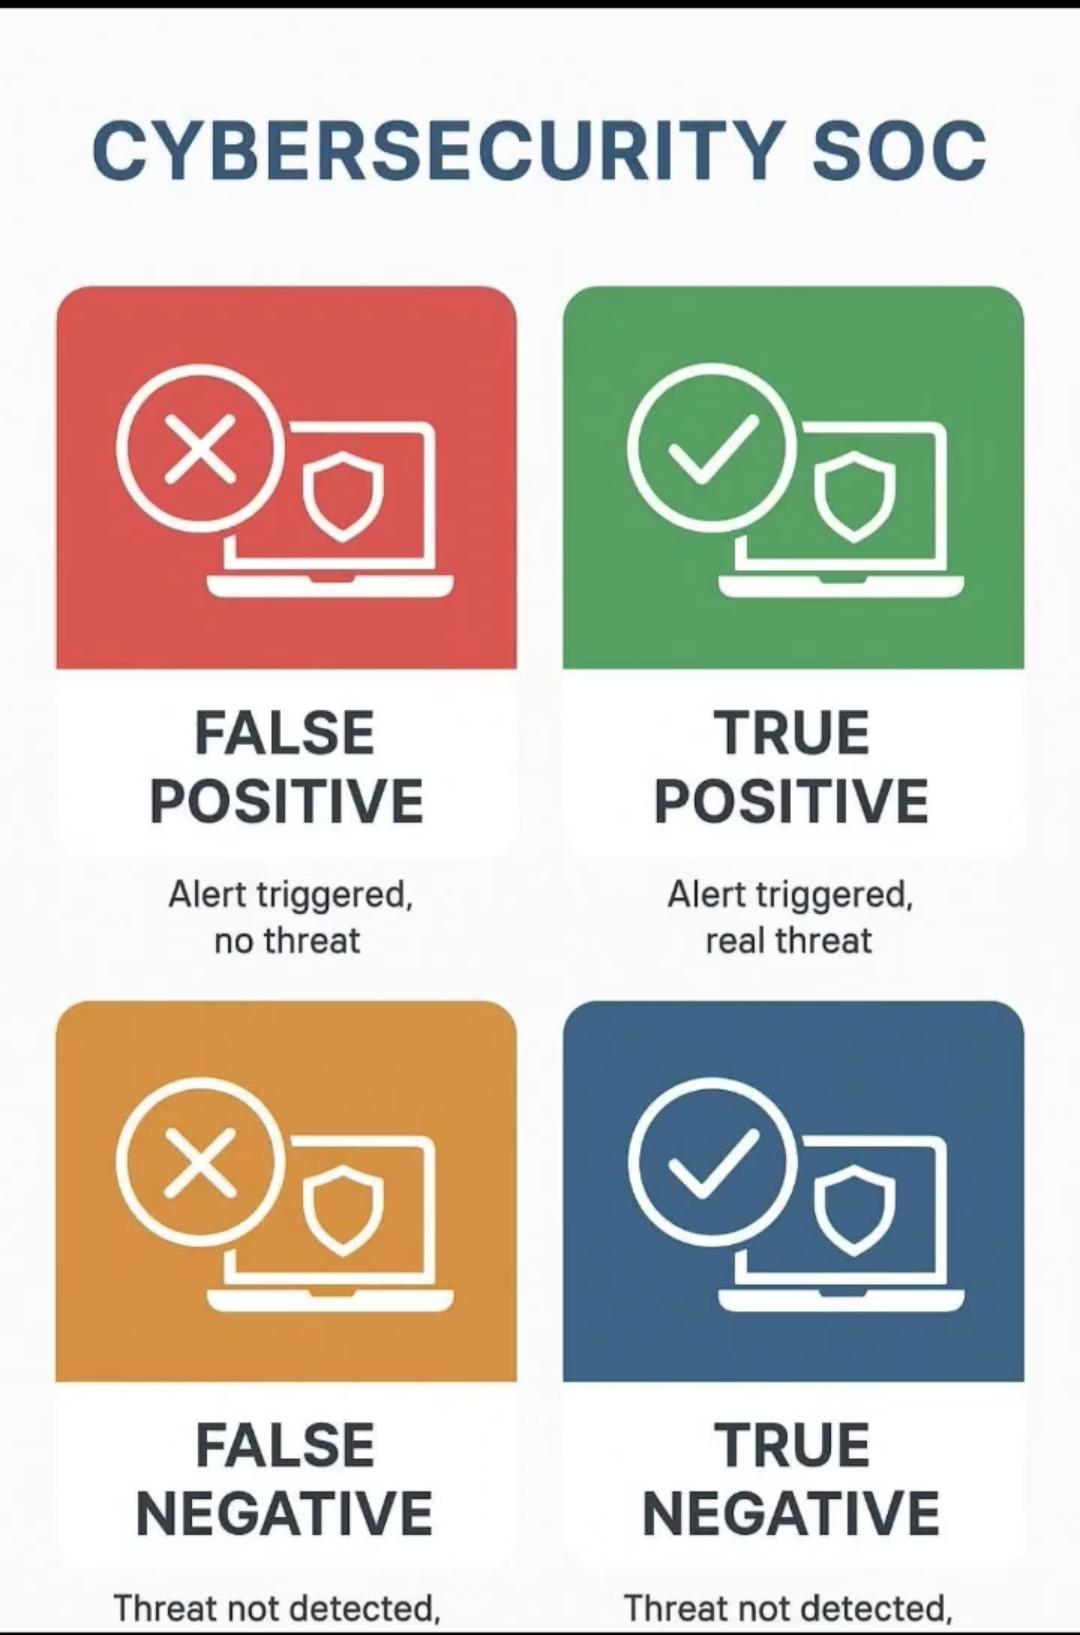 CYBERSECURITY SOC
FALSE
POSITIVE
Alert triggered,
no threat
TRUE
POSITIVE
Alert triggered,
real threat
FALSE
NEGATIVE
Threat not detected,
TRUE
NEGATIVE
Threat not detected,